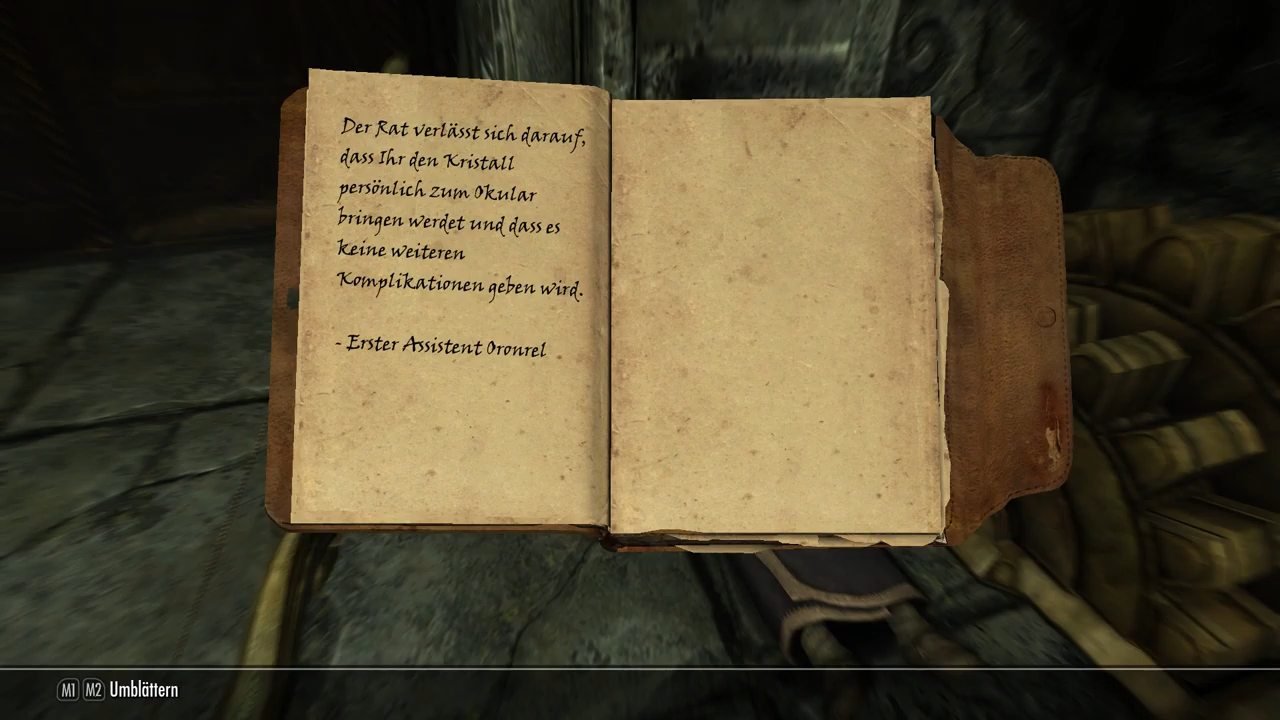 Der Rat verlässt sich darauf,
dass Ihr den Kristall
persönlich zum Okular
bringen werdet und dass es
keine weiteren
Komplikationen geben wird.
- Erster Assistent Oronrel
M1 M2 Umblättern